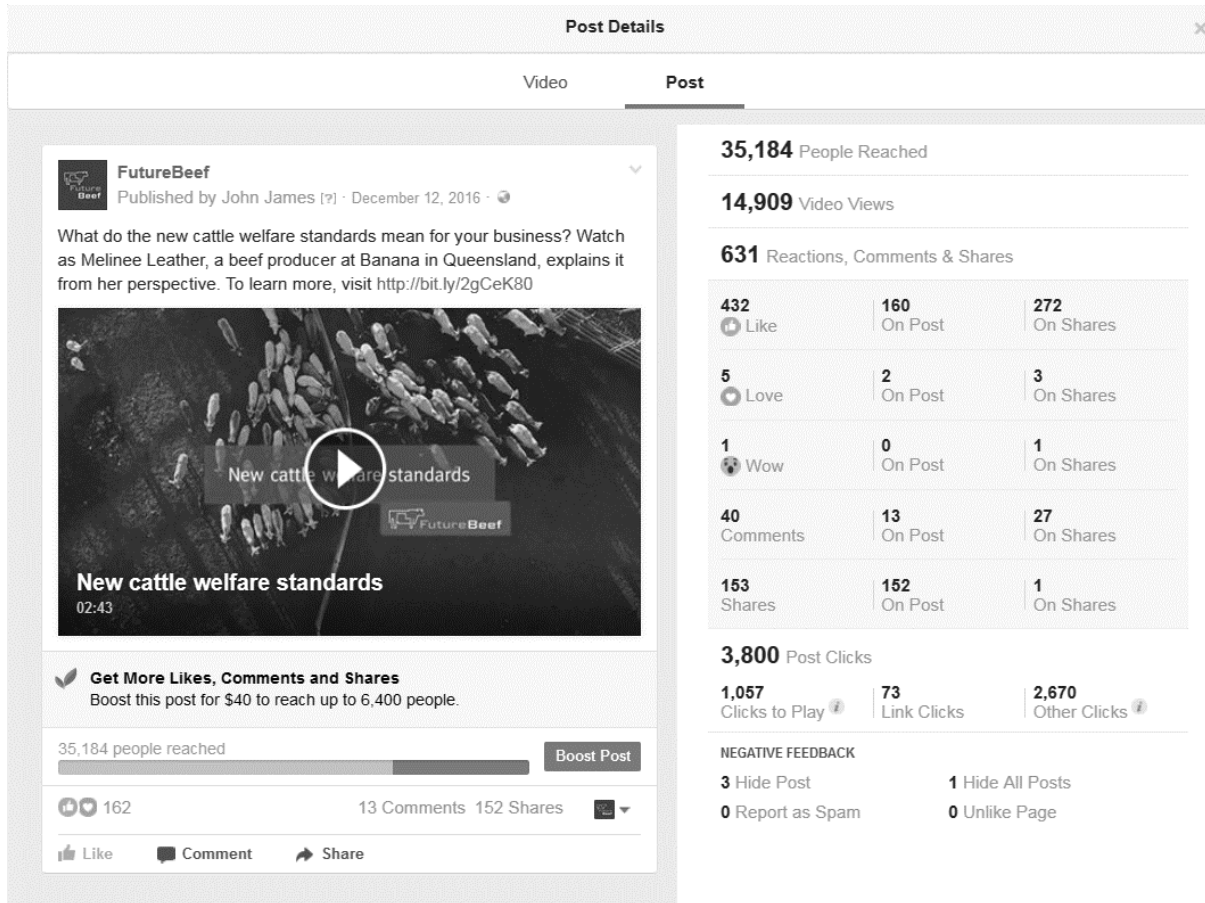 Post Details
×
Video
Post
FutureBeef
Published by John James [?] · December 12, 2016 ·
What do the new cattle welfare standards mean for your business? Watch
as Melinee Leather, a beef producer at Banana in Queensland, explains it
from her perspective. To learn more, visit http://bit.ly/2gCeK80
New cattle welfare standards
FutureBeef
New cattle welfare standards
02:43
Get More Likes, Comments and Shares
Boost this post for $40 to reach up to 6,400 people.
35,184 people reached
Boost Post
162
13 Comments 152 Shares
Like Comment Share
35,184 People Reached
14,909 Video Views
631 Reactions, Comments & Shares
432 160 272
Like On Post On Shares
5 2 3
Love On Post On Shares
1 0 1
Wow On Post On Shares
40 13 27
Comments On Post On Shares
153 152 1
Shares On Post On Shares
3,800 Post Clicks
1,057 73 2,670
Clicks to Play i Link Clicks Other Clicks i
NEGATIVE FEEDBACK
3 Hide Post 1 Hide All Posts
0 Report as Spam 0 Unlike Page